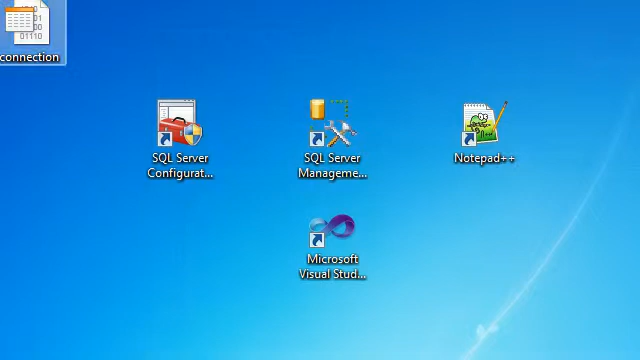 connection
SQL Server
Configurat...
SQL Server
Manageme...
Notepad++
Microsoft
Visual Stud...